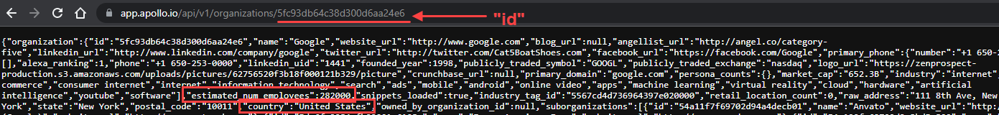 app.apollo.io/api/v1/organizations/5fc93db64c38d300d6aa24e6
"id"
{"organization":{"id":"5fc93db64c38d300d6aa24e6","name":"Google","website_url":"http://www.google.com","blog_url":null,"angellist_url":"http://angel.co/category-
five","linkedin_url":"http://www.linkedin.com/company/google","twitter_url":"http://twitter.com/Cat5BoatShoes.com","facebook_url":"https://facebook.com/Google","primary_phone":{"number":"+1 650-2
[],"alexa_ranking":1,"phone":"+1 650-253-0000","linkedin_uid":"1441","founded_year":1998,"publicly_traded_symbol":"GOOGL","publicly_traded_exchange":"nasdaq","logo_url":"https://zenprospect-
production.s3.amazonaws.com/uploads/pictures/62756520f3b18f000121b329/picture","crunchbase_url":null,"primary_domain":"google.com","persona_counts":{},"market_cap":"652.3B","industry":"internet"
commerce","consumer internet","internet","information technology","search","ads","mobile","android","online video","apps","machine learning","virtual reality","cloud","hardware","artificial
intelligence","youtube","software"],"estimated_num_employees":282000,"snippets_loaded":true,"industry_tag_id":"5567cd4d736964397e020000","retail_location_count":0,"raw_address":"111 8th Ave, New
York","state":"New York","postal_code":"10011","country":"United States","owned_by_organization_id":null,"suborganizations":[{"id":"54a11f7f69702d94a4decb01","name":"Anvato","website_url":"http: